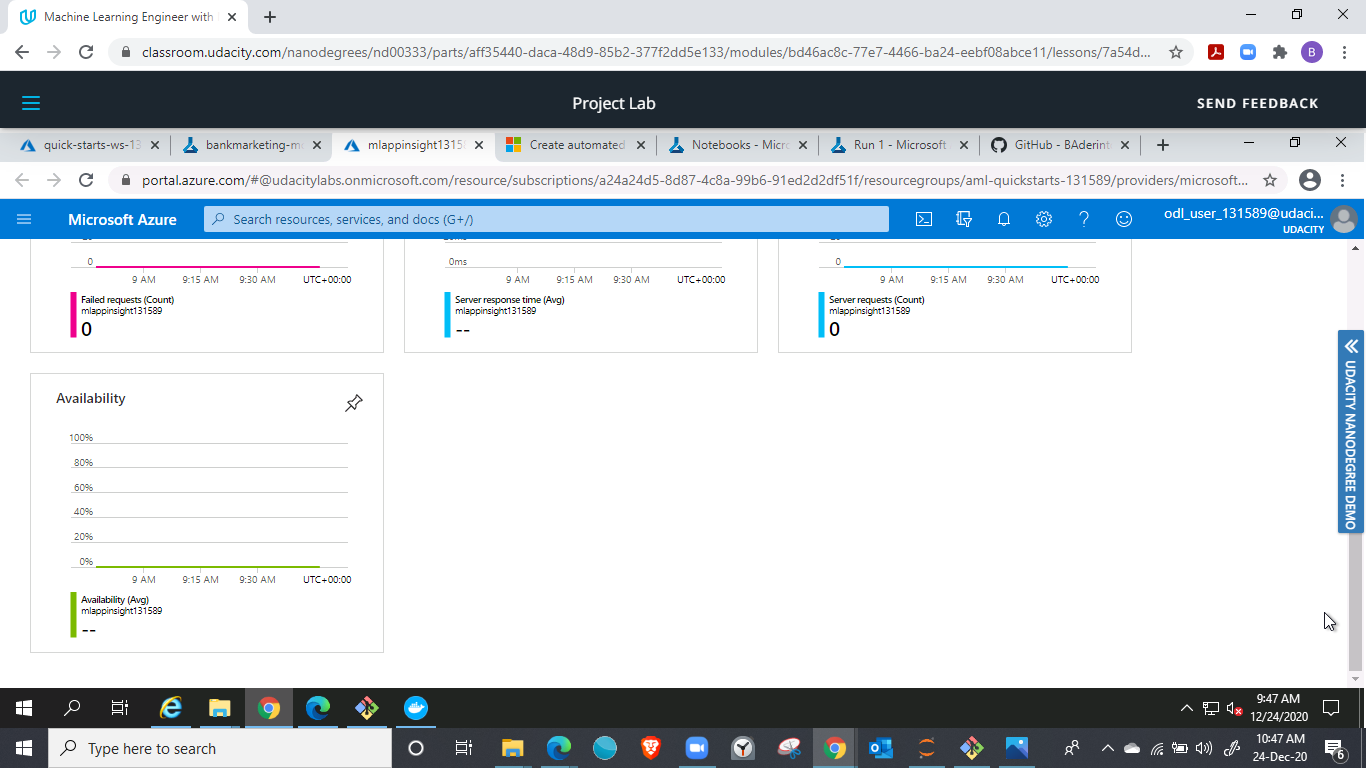 Machine Learning Engineer with
classroom.udacity.com/nanodegrees/nd00333/parts/aff35440-daca-48d9-85b2-377f2dd5e133/modules/bd46ac8c-77e7-4466-ba24-eebf08abce11/lessons/7a54d...
B
Project Lab
SEND FEEDBACK
quick-starts-ws-13
bankmarketing-mo
mlappinsight1315
Create automated
Notebooks - Micro
Run 1 - Microsoft
GitHub - BAderint
portal.azure.com/#@udacitylabs.onmicrosoft.com/resource/subscriptions/a24a24d5-8d87-4c8a-99b6-91ed2d2df51f/resourcegroups/aml-quickstarts-131589/providers/microsoft...
Microsoft Azure
Search resources, services, and docs (G+/)
odl_user_131589@udaci...
UDACITY
0
9 AM 9:15 AM 9:30 AM UTC+00:00
Failed requests (Count)
mlappinsight131589
0
0ms
9 AM 9:15 AM 9:30 AM UTC+00:00
Server response time (Avg)
mlappinsight131589
--
0
9 AM 9:15 AM 9:30 AM UTC+00:00
Server requests (Count)
mlappinsight131589
0
UDACITY NANODEGREE DEMO
Availability
100%
80%
60%
40%
20%
0%
9 AM 9:15 AM 9:30 AM UTC+00:00
Availability (Avg)
mlappinsight131589
--
9:47 AM
12/24/2020
Type here to search
10:47 AM
24-Dec-20
6